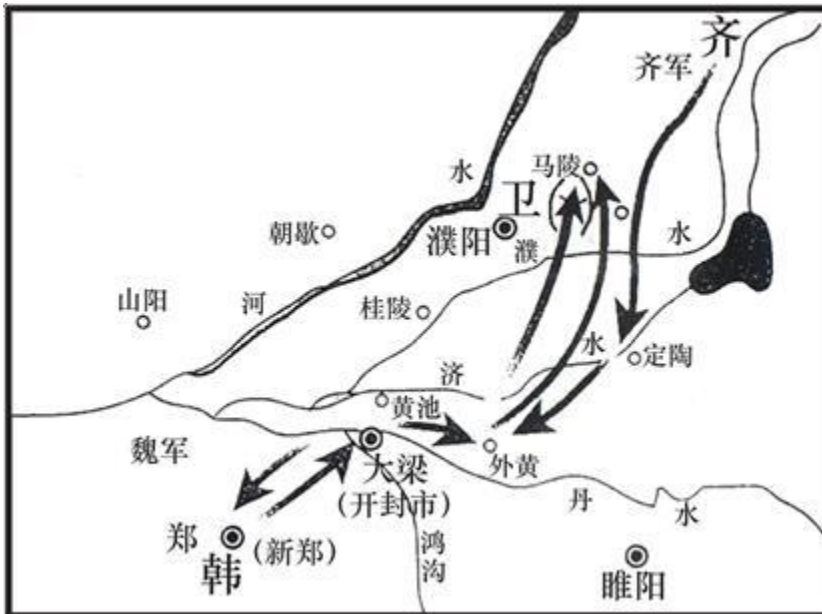 齐
齐军
马陵
水
卫
朝歌
濮阳
濮
水
山阳
河
桂陵
水
定陶
济
黄池
魏军
大梁
外黄
(开封市)
丹
水
郑
(新郑)
韩
鸿
沟
睢阳